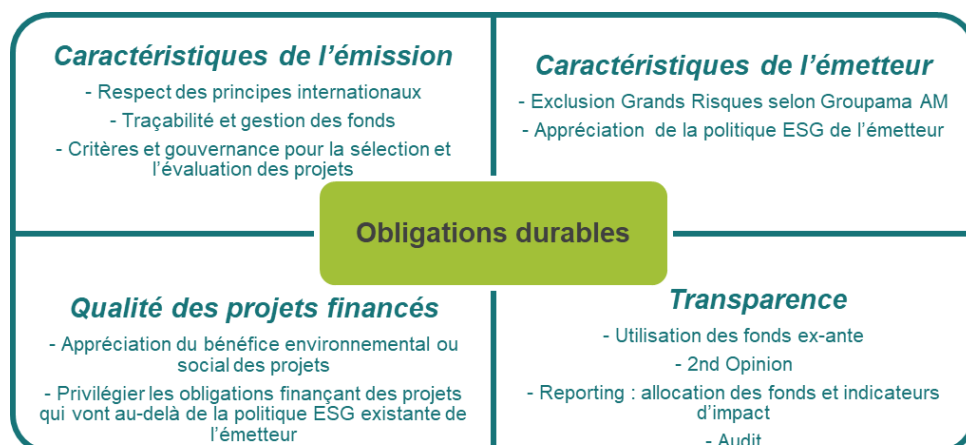 Caractéristiques de l'émission
- Respect des principes internationaux
- Traçabilité et gestion des fonds
- Critères et gouvernance pour la sélection et
l'évaluation des projets
Caractéristiques de l'émetteur
- Exclusion Grands Risques selon Groupama AM
- Appréciation de la politique ESG de l'émetteur
Obligations durables
Qualité des projets financés
- Appréciation du bénéfice environnemental ou
social des projets
- Privilégier les obligations finançant des projets
qui vont au-delà de la politique ESG existante de
l'émetteur
Transparence
- Utilisation des fonds ex-ante
- 2nd Opinion
- Reporting : allocation des fonds et indicateurs
d'impact
- Audit